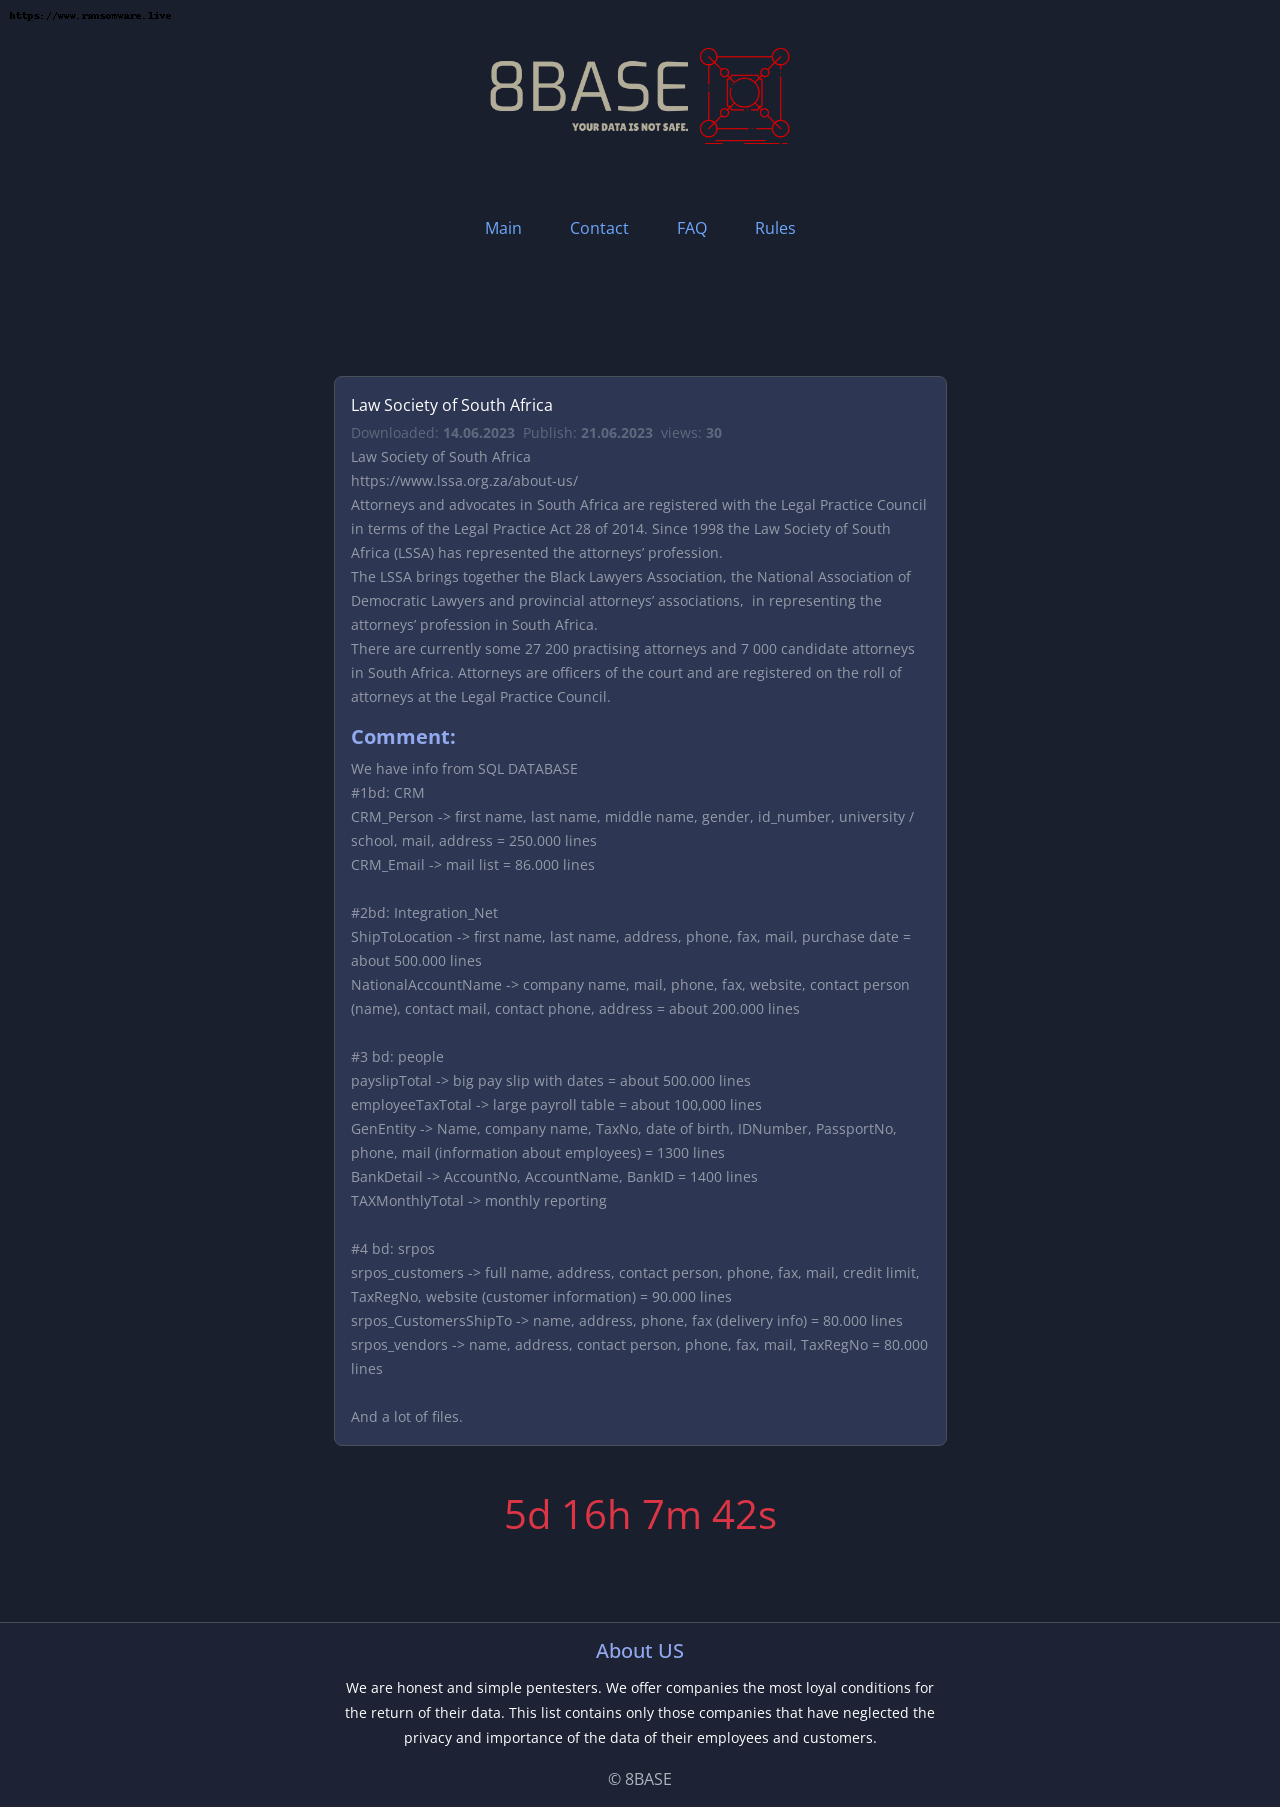 https://www.ransomware.live
8BASE
YOUR DATA IS NOT SAFE.
Main Contact FAQ Rules
Law Society of South Africa
Downloaded: 14.06.2023 Publish: 21.06.2023 views: 30
Law Society of South Africa
https://www.lssa.org.za/about-us/
Attorneys and advocates in South Africa are registered with the Legal Practice Council
in terms of the Legal Practice Act 28 of 2014. Since 1998 the Law Society of South
Africa (LSSA) has represented the attorneys’ profession.
The LSSA brings together the Black Lawyers Association, the National Association of
Democratic Lawyers and provincial attorneys’ associations,  in representing the
attorneys’ profession in South Africa.
There are currently some 27 200 practising attorneys and 7 000 candidate attorneys
in South Africa. Attorneys are officers of the court and are registered on the roll of
attorneys at the Legal Practice Council.
Comment:
We have info from SQL DATABASE
#1bd: CRM
CRM_Person -> first name, last name, middle name, gender, id_number, university /
school, mail, address = 250.000 lines
CRM_Email -> mail list = 86.000 lines
#2bd: Integration_Net
ShipToLocation -> first name, last name, address, phone, fax, mail, purchase date =
about 500.000 lines
NationalAccountName -> company name, mail, phone, fax, website, contact person
(name), contact mail, contact phone, address = about 200.000 lines
#3 bd: people
payslipTotal -> big pay slip with dates = about 500.000 lines
employeeTaxTotal -> large payroll table = about 100,000 lines
GenEntity -> Name, company name, TaxNo, date of birth, IDNumber, PassportNo,
phone, mail (information about employees) = 1300 lines
BankDetail -> AccountNo, AccountName, BankID = 1400 lines
TAXMonthlyTotal -> monthly reporting
#4 bd: srpos
srpos_customers -> full name, address, contact person, phone, fax, mail, credit limit,
TaxRegNo, website (customer information) = 90.000 lines
srpos_CustomersShipTo -> name, address, phone, fax (delivery info) = 80.000 lines
srpos_vendors -> name, address, contact person, phone, fax, mail, TaxRegNo = 80.000
lines
And a lot of files.
5d 16h 7m 42s
About US
We are honest and simple pentesters. We offer companies the most loyal conditions for
the return of their data. This list contains only those companies that have neglected the
privacy and importance of the data of their employees and customers.
© 8BASE